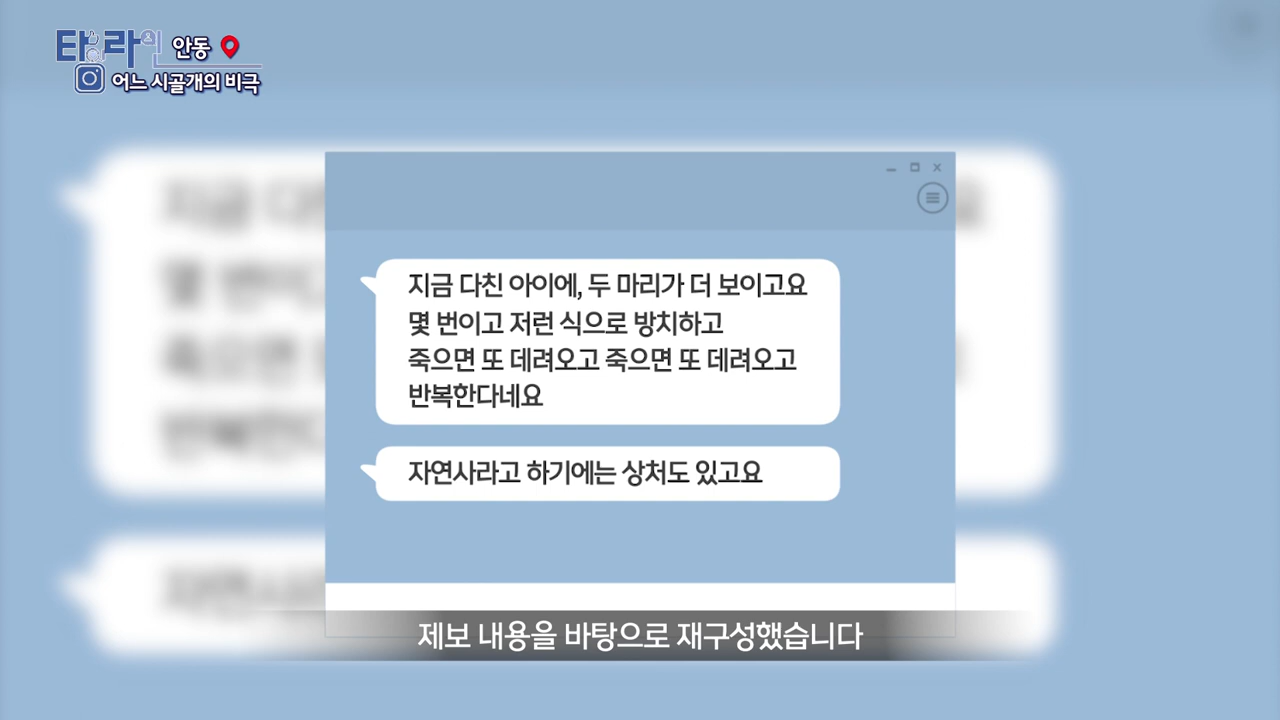 안동
어느 시골개의 비극
지금 다친 아이에, 두 마리가 더 보이고요
몇 번이고 저런 식으로 방치하고
죽으면 또 데려오고 죽으면 또 데려오고
반복한다네요
자연사라고 하기에는 상처도 있고요
제보 내용을 바탕으로 재구성했습니다